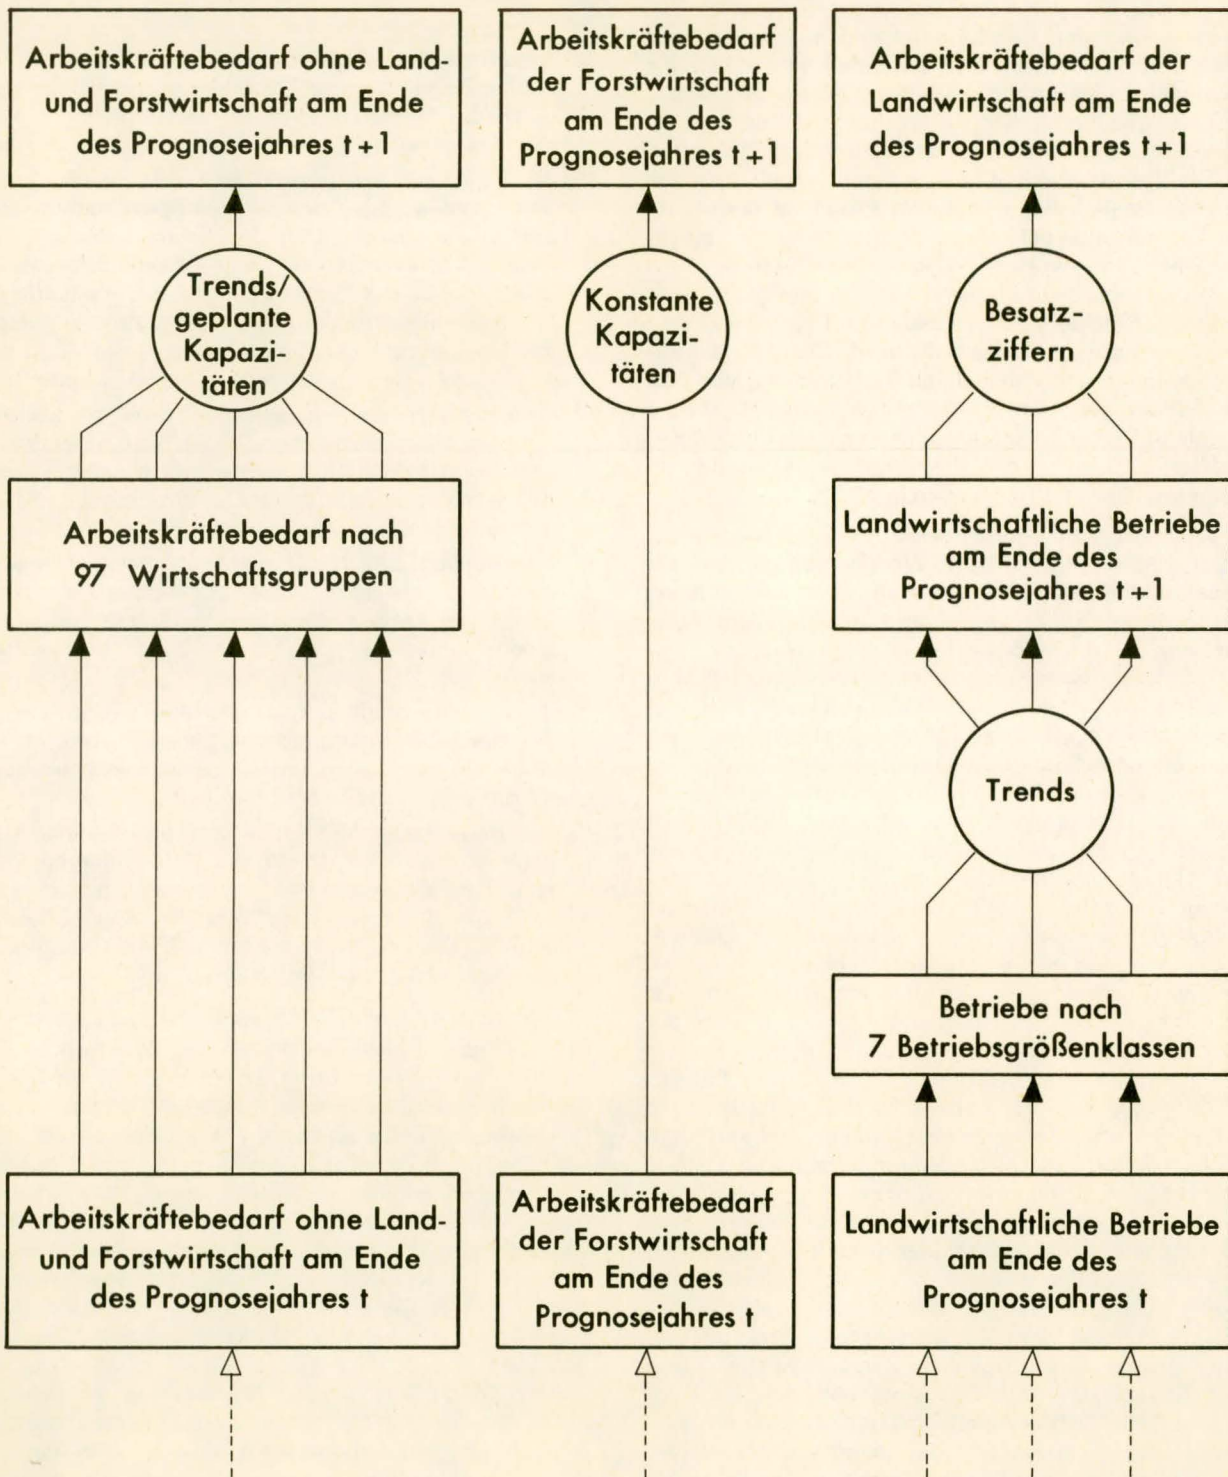 Arbeitskräftebedarf ohne Land-
und Forstwirtschaft am Ende
des Prognosejahres t+1
Arbeitskräftebedarf
der Forstwirtschaft
am Ende des
Prognosejahres t+1
Arbeitskräftebedarf der
Landwirtschaft am Ende
des Prognosejahres t+1
Trends/
geplante
Kapazi-
täten
Konstante
Kapazi-
täten
Besatz-
ziffern
Arbeitskräftebedarf nach
97 Wirtschaftsgruppen
Landwirtschaftliche Betriebe
am Ende des
Prognosejahres t+1
Trends
Betriebe nach
7 Betriebsgrößenklassen
Arbeitskräftebedarf ohne Land-
und Forstwirtschaft am Ende
des Prognosejahres t
Arbeitskräftebedarf
der Forstwirtschaft
am Ende des
Prognosejahres t
Landwirtschaftliche Betriebe
am Ende des
Prognosejahres t